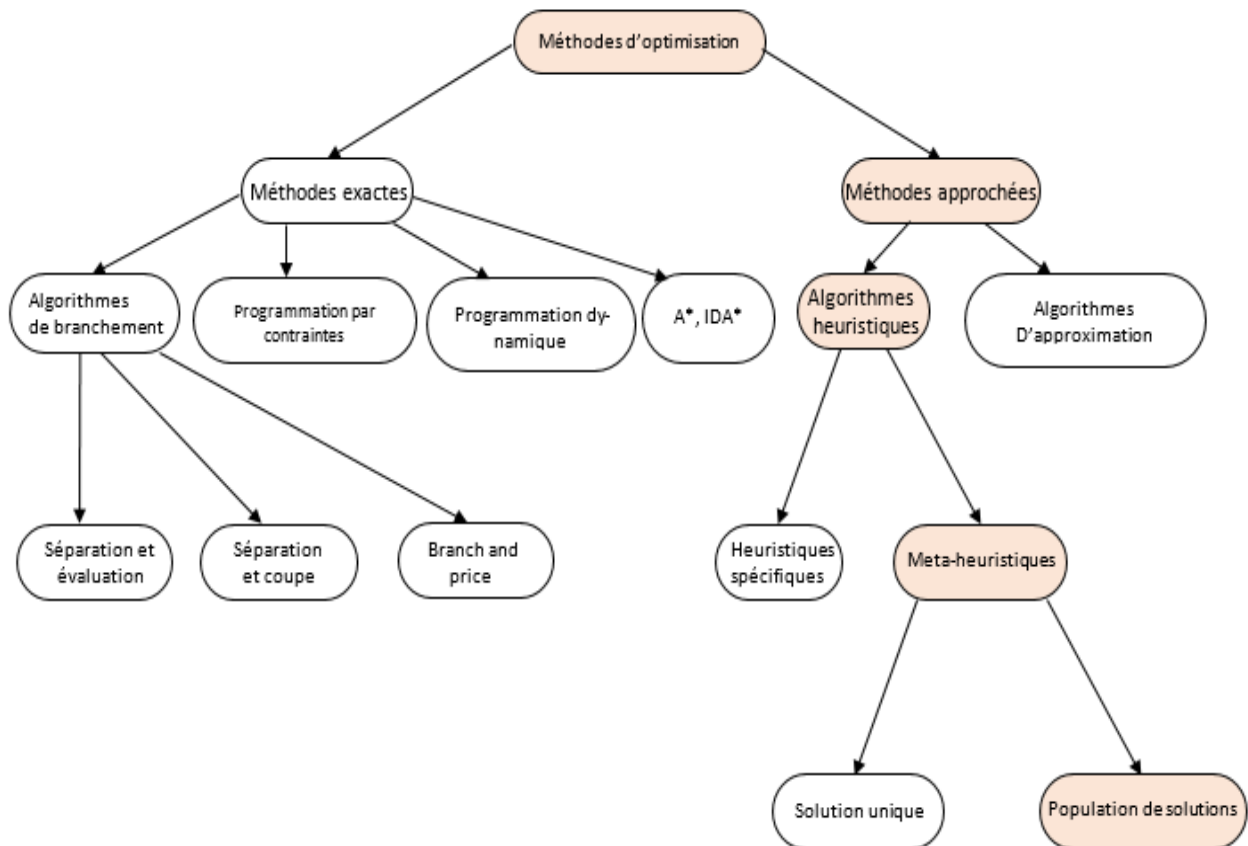 Méthodes d'optimisation
Méthodes exactes
Méthodes approchées
Algorithmes
de branchement
Programmation par
contraintes
Programmation dy-
namique
A*, IDA*
Algorithmes
heuristiques
Algorithmes
D'approximation
Séparation et
évaluation
Séparation
et coupe
Branch and
price
Heuristiques
spécifiques
Meta-heuristiques
Solution unique
Population de solutions